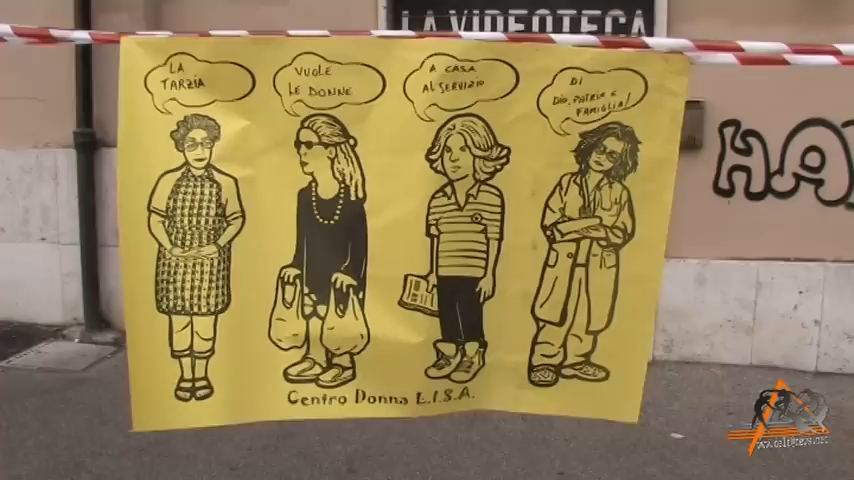 LA VIDEOTECA
LA
TARZIA
VUOLE
LE DONNE
A CASA
AL SERVIZIO
DI
DIO, PATRIA E
FAMIGLIA!
HA
Centro Donna L.I.S.A.